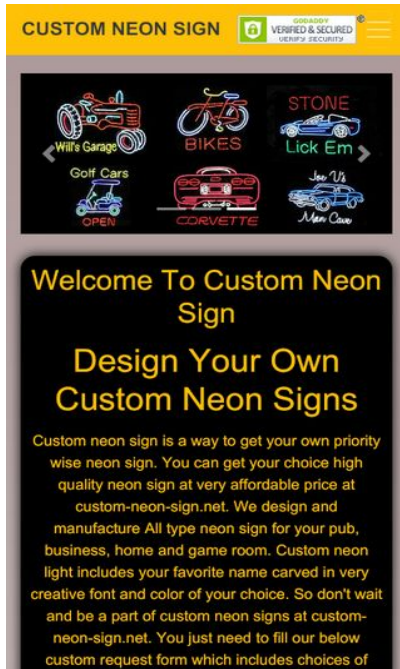 CUSTOM NEON SIGN
GODADDY
VERIFIED & SECURED
VERIFY SECURITY
Will's Garage
BIKES
STONE
Lick Em
Golf Cars
OPEN
CORVETTE
Joe V's
Man Cave
Welcome To Custom Neon
Sign
Design Your Own
Custom Neon Signs
Custom neon sign is a way to get your own priority
wise neon sign. You can get your choice high
quality neon sign at very affordable price at
custom-neon-sign.net. We design and
manufacture All type neon sign for your pub,
business, home and game room. Custom neon
light includes your favorite name carved in very
creative font and color of your choice. So don't wait
and be a part of custom neon signs at custom-
neon-sign.net. You just need to fill our below
custom request form which includes choices of